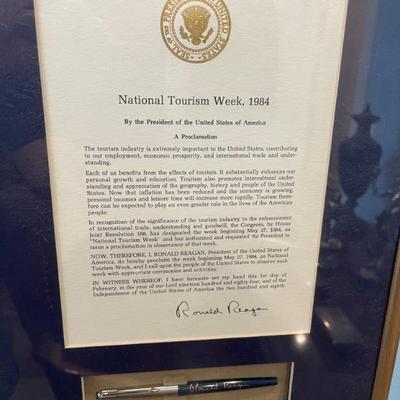 SEAL OF THE PRESIDENT OF THE UNITED STATES
National Tourism Week, 1984
By the President of the United States of America
A Proclamation
The tourism industry is extremely important to the United States, contributing
to our employment, economic prosperity, and international trade and under-
standing.
Each of us benefits from the effects of tourism. It substantially enhances our
personal growth and education. Tourism also promotes intercultural under-
standing and appreciation of the geography, history and people of the United
States. Now that inflation has been reduced and the economy is growing,
personal incomes and leisure time will increase more rapidly. Tourism there-
fore can be expected to play an even greater role in the lives of the American
people.
In recognition of the significance of the tourism industry to the enhancement
of international trade, understanding and goodwill, the Congress, by House
Joint Resolution 168, has designated the week beginning May 27, 1984, as
"National Tourism Week" and has authorized and requested the President to
issue a proclamation in observance of that week.
NOW, THEREFORE, I, RONALD REAGAN, President of the United States of
America, do hereby proclaim the week beginning May 27, 1984, as National
Tourism Week, and I call upon the people of the United States to observe such
week with appropriate ceremonies and activities.
IN WITNESS WHEREOF, I have hereunto set my hand this 1st day of
February, in the year of our Lord nineteen hundred and eighty-four, and of the
Independence of the United States of America the two hundred and eighth.
Ronald Reagan
Ronald Reagan